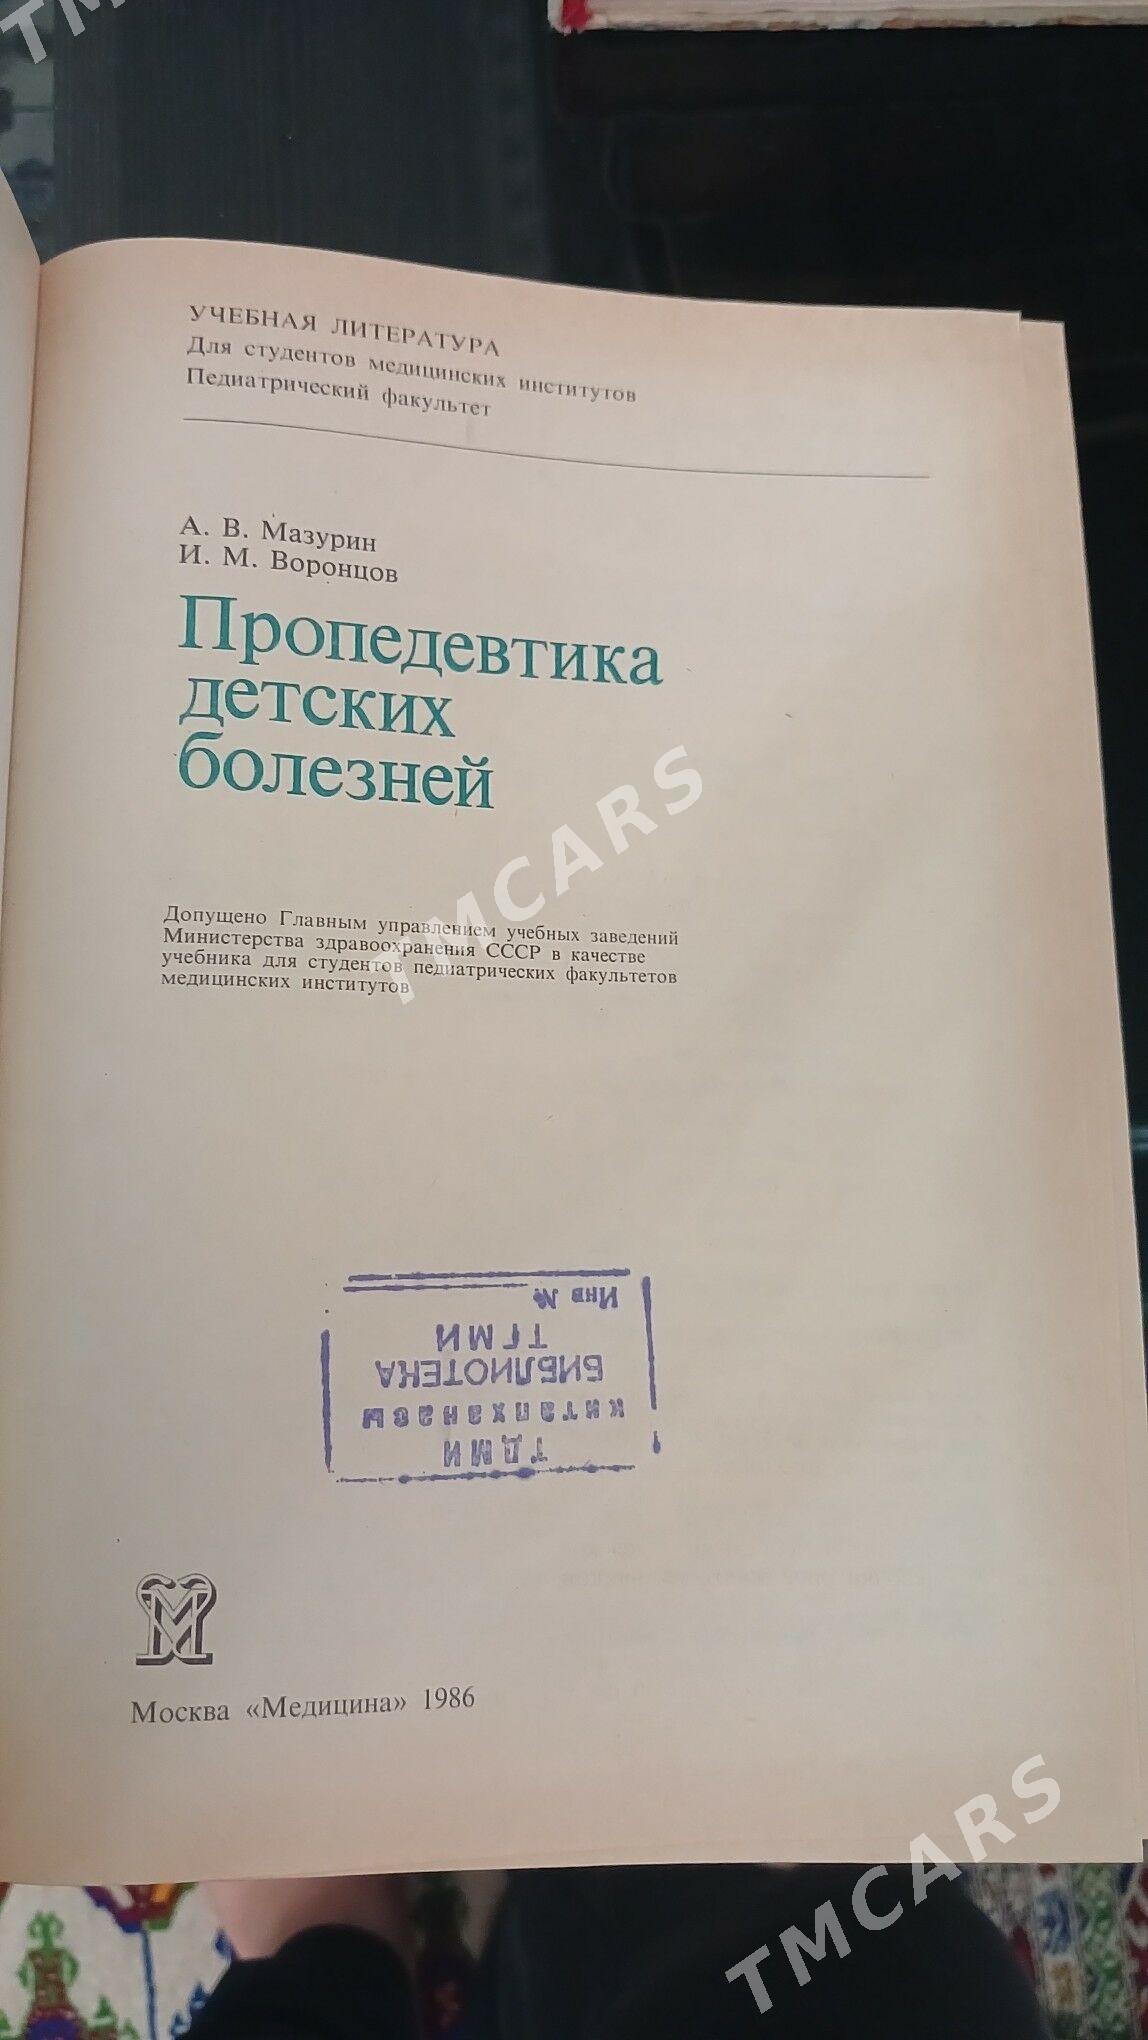 УЧЕБНАЯ ЛИТЕРАТУРА
Для студентов медицинских институтов
Педиатрический факультет
А. В. Мазурин
И. М. Воронцов
Пропедевтика
детских
болезней
Допущено Главным управлением учебных заведений
Министерства здравоохранения СССР в качестве
учебника для студентов педиатрических факультетов
медицинских институтов
ТДМИ
китапханасы
БИБЛИОТЕКА
ТГМИ
Инв №
Москва «Медицина» 1986
TMCARS
TMCARS
TM